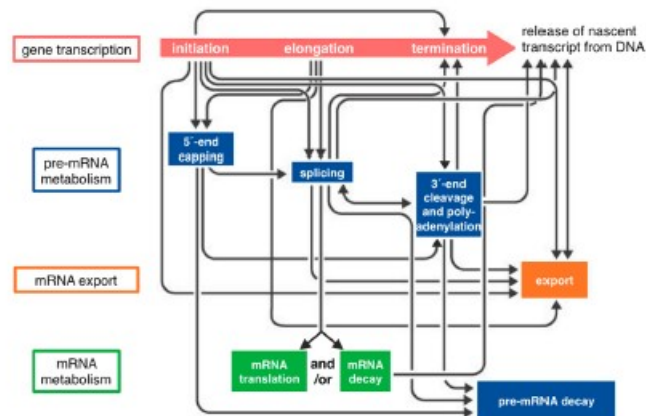 release of nascent
transcript from DNA
gene transcription
initiation
elongation
termination
5´-end
capping
pre-mRNA
metabolism
splicing
3´-end
cleavage
and poly-
adenylation
mRNA export
export
mRNA
metabolism
mRNA
translation
and
/or
mRNA
decay
pre-mRNA decay